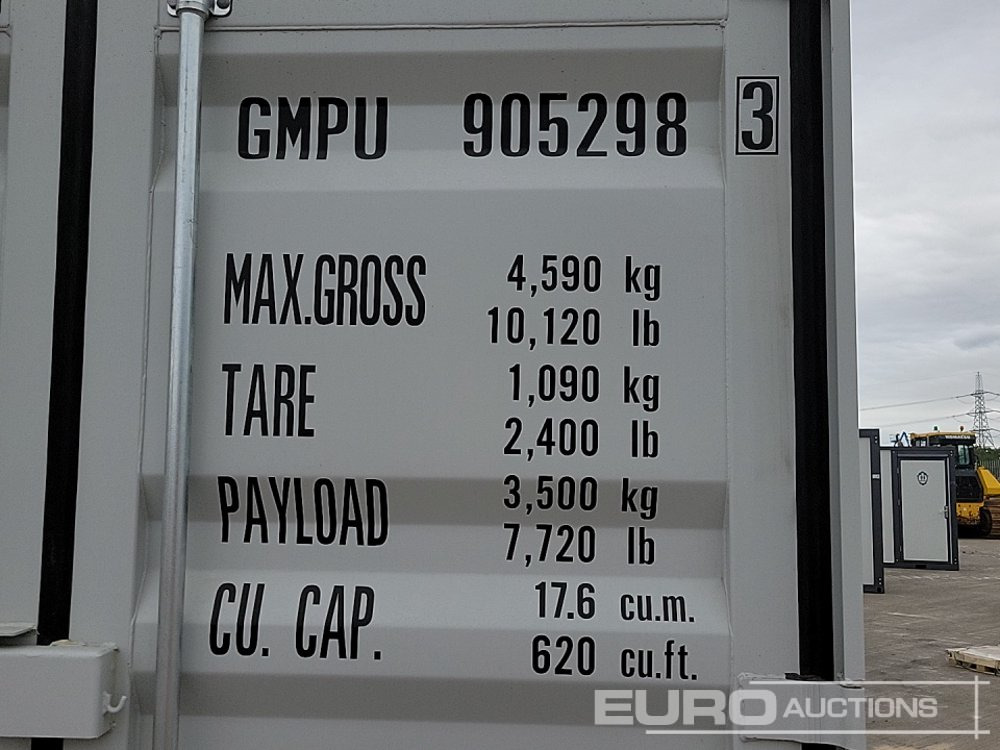 GMPU 905298 3
MAX.GROSS 4,590 kg
10,120 lb
TARE 1,090 kg
2,400 lb
PAYLOAD 3,500 kg
7,720 lb
CU. CAP. 17.6 cu.m.
620 cu.ft.
EURO AUCTIONS